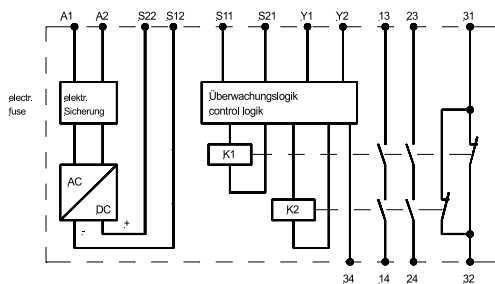 A1 A2 S22 S12 S11 S21 Y1 Y2 13 23 31
electr. fuse
elektr. Sicherung
Überwachungslogik
control logik
K1
AC
DC
K2
- +
34 14 24 32